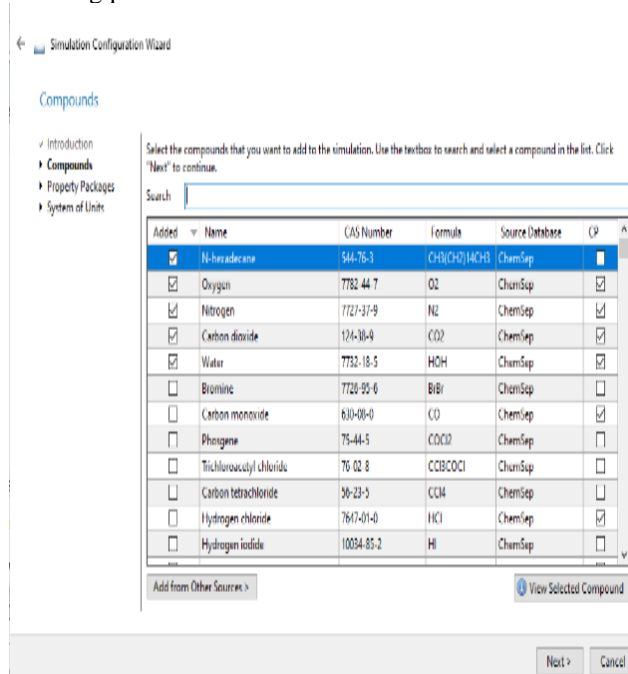 Simulation Configuration Wizard
Compounds
Introduction
Compounds
Property Packages
System of Units
Select the compounds that you want to add to the simulation. Use the textbox to search and select a compound in the list. Click
"Next" to continue.
Search
Added Name CAS Number Formula Source Database CP
N-hexadecane 544-76-3 CH3(CH2)14CH3 ChemSep
Oxygen 7782-44-7 O2 ChemSep
Nitrogen 7727-37-9 N2 ChemSep
Carbon dioxide 124-38-9 CO2 ChemSep
Water 7732-18-5 HOH ChemSep
Bromine 7726-95-6 BrBr ChemSep
Carbon monoxide 630-08-0 CO ChemSep
Phosgene 75-44-5 COCl2 ChemSep
Trichloroacetyl chloride 76-02-8 CCl3COCl ChemSep
Carbon tetrachloride 56-23-5 CCl4 ChemSep
Hydrogen chloride 7647-01-0 HCl ChemSep
Hydrogen iodide 10034-85-2 HI ChemSep
Add from Other Sources >
View Selected Compound
Next >
Cancel